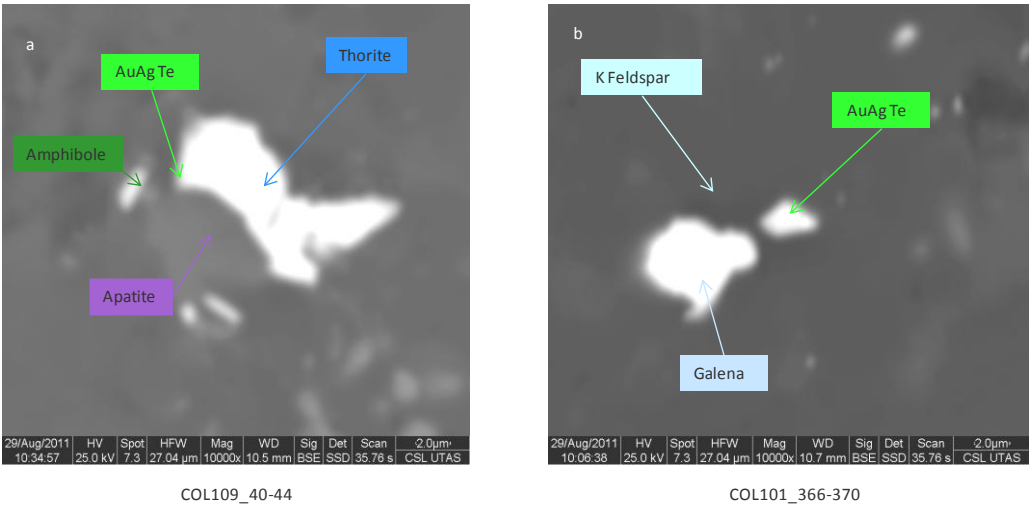 a
AuAg Te
Thorite
Amphibole
Apatite
29/Aug/2011 HV Spot HFW Mag WD Sig Det Scan 2.0µm
10:34:57 25.0 kV 7.3 27.04 µm 10000x 10.5 mm BSE SSD 35.76 s CSL UTAS
COL109_40-44
b
K Feldspar
AuAg Te
Galena
29/Aug/2011 HV Spot HFW Mag WD Sig Det Scan 2.0µm
10:06:38 25.0 kV 7.3 27.04 µm 10000x 10.7 mm BSE SSD 35.76 s CSL UTAS
COL101_366-370